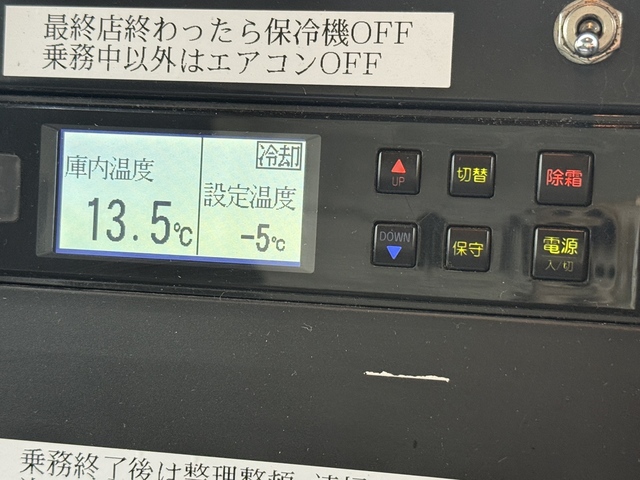 最終店終わったら保冷機OFF
乗務中以外はエアコンOFF
冷却
庫内温度
設定温度
13.5℃
-5℃
UP
切替
除霜
DOWN
保守
電源
入/切
乗務終了後は整理整頓